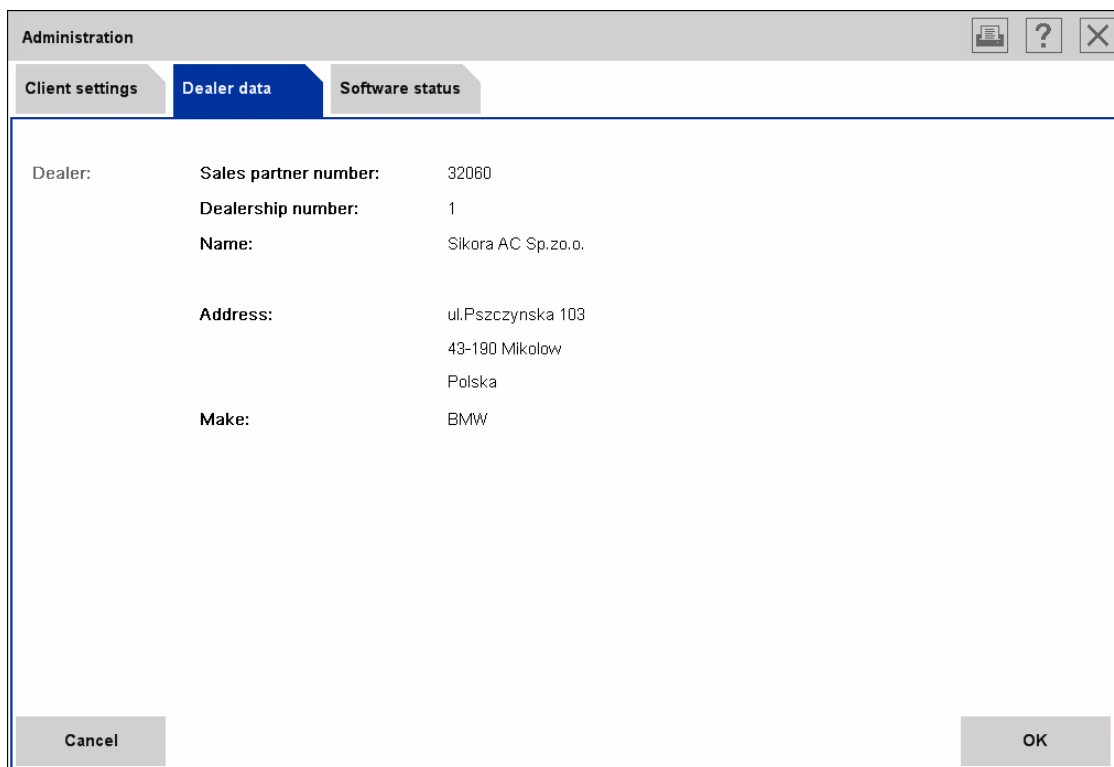 Administration
?
Client settings Dealer data Software status
Dealer: Sales partner number: 32060
Dealership number: 1
Name: Sikora AC Sp.zo.o.
Address: ul.Pszczynska 103
43-190 Mikolow
Polska
Make: BMW
Cancel OK